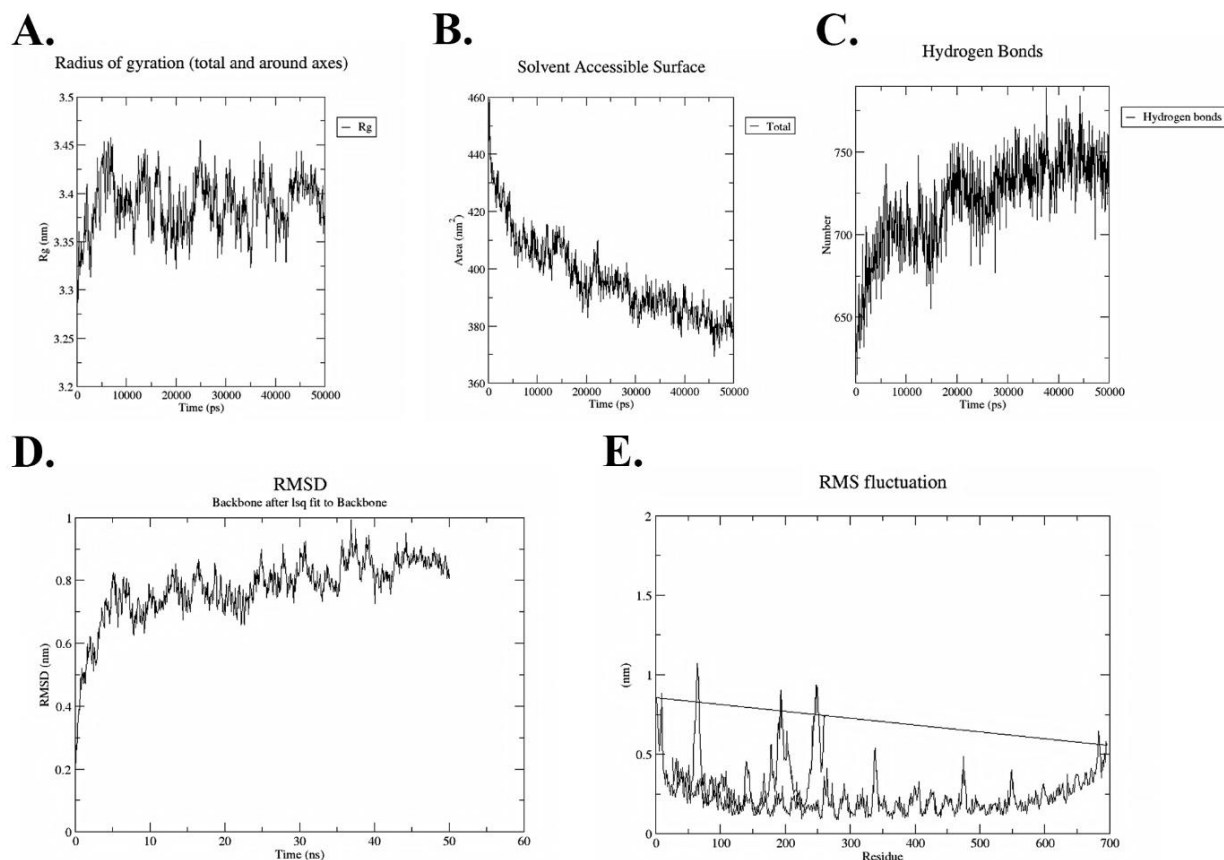 A.
Radius of gyration (total and around axes)
Rg
3.5
3.45
3.4
3.35
3.3
3.25
3.2
Rg (nm)
0 10000 20000 30000 40000 50000
Time (ps)
B.
Solvent Accessible Surface
Total
460
440
420
400
380
360
Area (nm²)
0 10000 20000 30000 40000 50000
Time (ps)
C.
Hydrogen Bonds
Hydrogen bonds
750
700
650
Number
0 10000 20000 30000 40000 50000
Time (ps)
D.
RMSD
Backbone after lsq fit to Backbone
1
0.8
0.6
0.4
0.2
0
RMSD (nm)
0 10 20 30 40 50 60
Time (ns)
E.
RMS fluctuation
2
1.5
1
0.5
0
(nm)
0 100 200 300 400 500 600 700
Residue